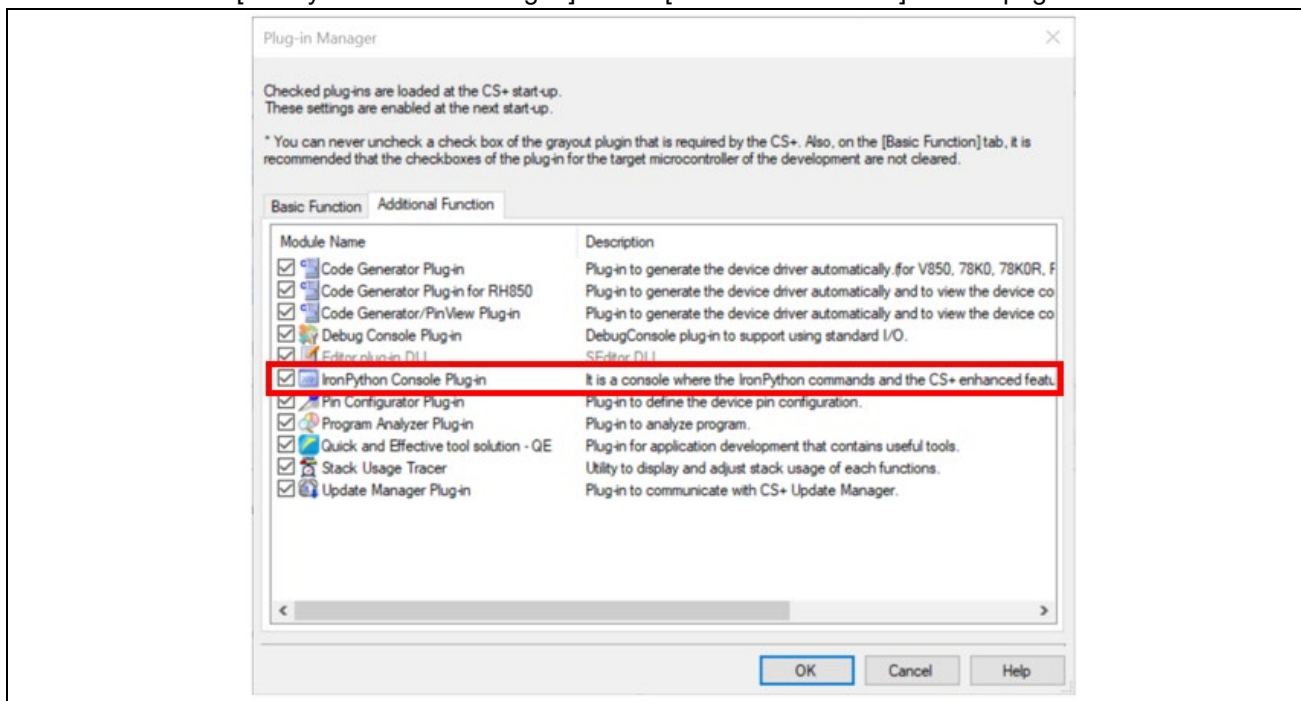 Plug-in Manager
Checked plug-ins are loaded at the CS+ start-up.
These settings are enabled at the next start-up.
* You can never uncheck a check box of the grayout plugin that is required by the CS+. Also, on the [Basic Function] tab, it is
recommended that the checkboxes of the plug-in for the target microcontroller of the development are not cleared.
Basic Function Additional Function
Module Name Description
Code Generator Plug-in Plug-in to generate the device driver automatically.(for V850, 78K0, 78K0R, F
Code Generator Plug-in for RH850 Plug-in to generate the device driver automatically and to view the device co
Code Generator/PinView Plug-in Plug-in to generate the device driver automatically and to view the device co
Debug Console Plug-in DebugConsole plug-in to support using standard I/O.
Editor plug-in DLL SEditor DLL
IronPython Console Plug-in It is a console where the IronPython commands and the CS+ enhanced featu
Pin Configurator Plug-in Plug-in to define the device pin configuration.
Program Analyzer Plug-in Plug-in to analyze program.
Quick and Effective tool solution - QE Plug-in for application development that contains useful tools.
Stack Usage Tracer Utility to display and adjust stack usage of each functions.
Update Manager Plug-in Plug-in to communicate with CS+ Update Manager.
OK Cancel Help